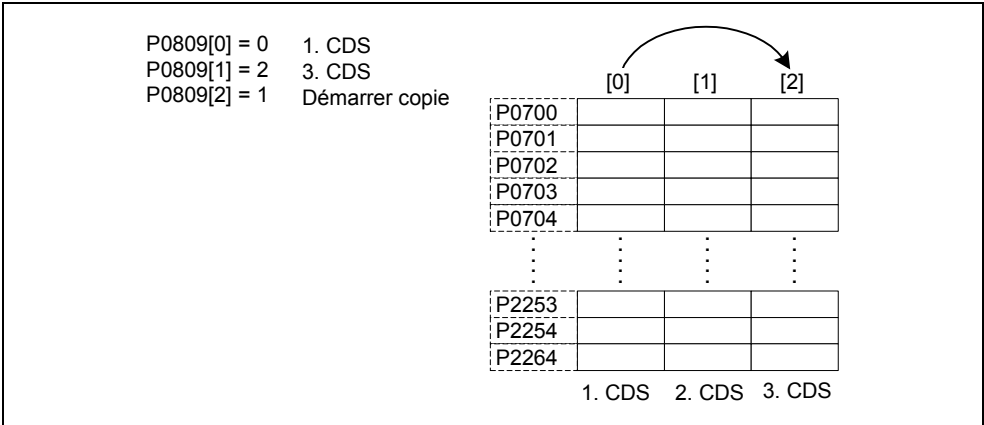 P0809[0] = 0 1. CDS
P0809[1] = 2 3. CDS
P0809[2] = 1 Démarrer copie
[0] [1] [2]
P0700
P0701
P0702
P0703
P0704
P2253
P2254
P2264
1. CDS 2. CDS 3. CDS